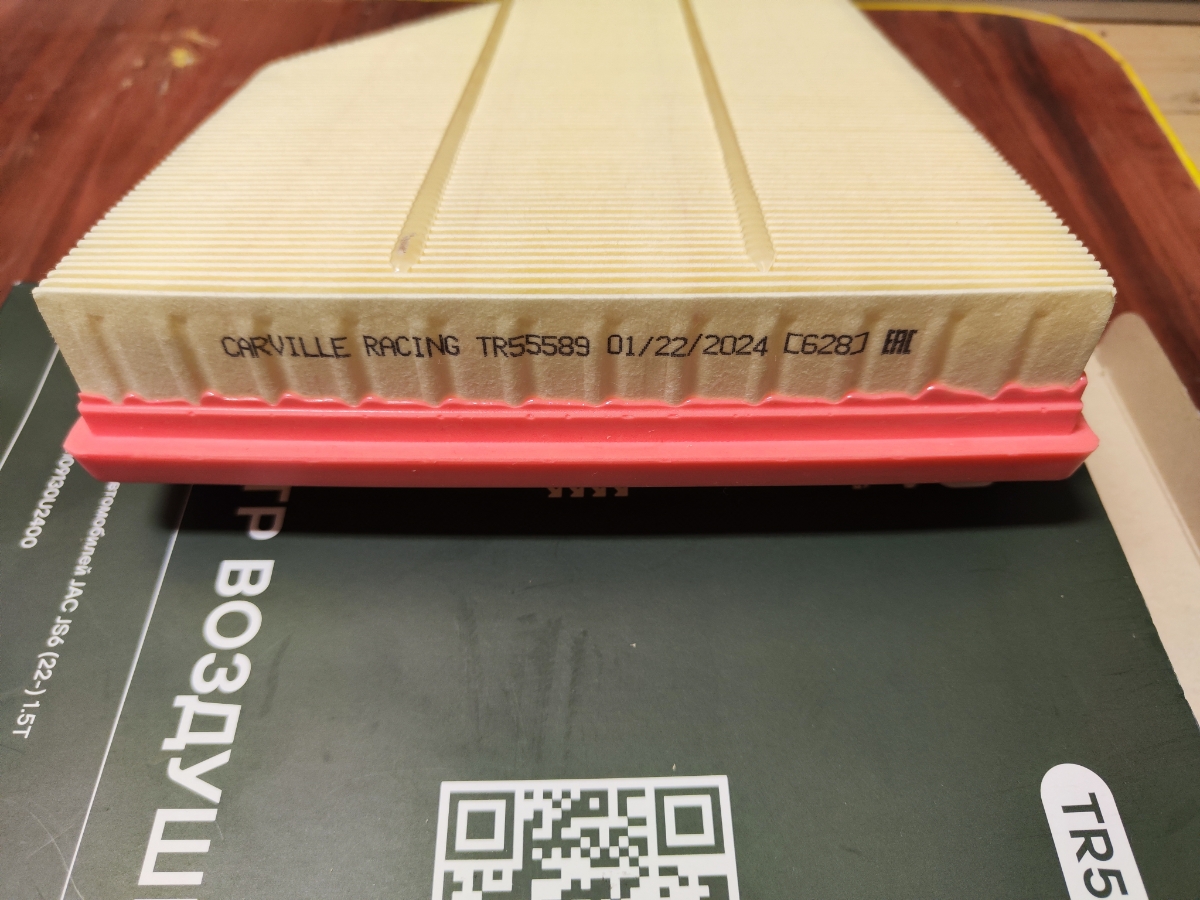 CARVILLE RACING TR55589 01/22/2024 [628] EAC
ТР ВОЗДУШ
автомобилей JAC JS6 (22-) 1.5T
TR5